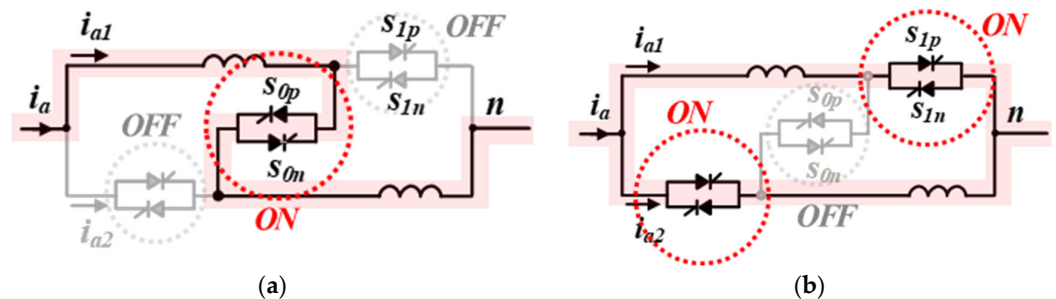 i_a1
s_1p
OFF
s_1n
i_a
s_0p
s_0n
OFF
i_a2
ON
n
(a)
ON
i_a1
s_1p
s_1n
i_a
ON
s_0p
s_0n
n
i_a2
OFF
(b)